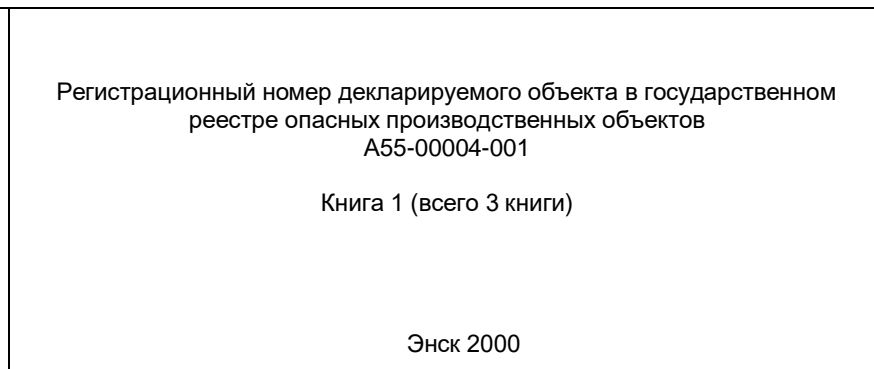 Регистрационный номер декларируемого объекта в государственном
реестре опасных производственных объектов
А55-00004-001
Книга 1 (всего 3 книги)
Энск 2000